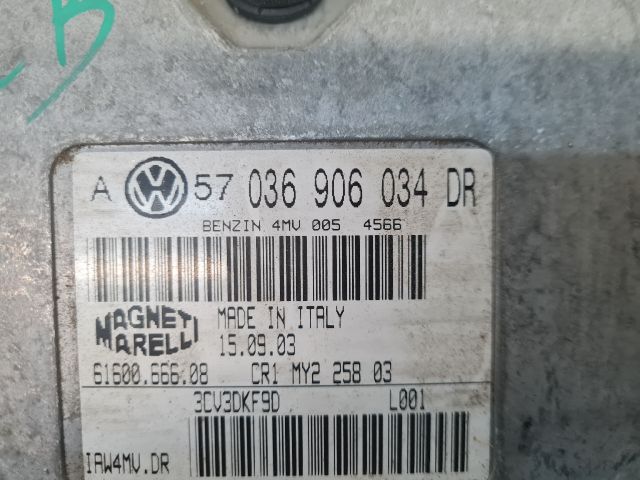 B
A VW 57 036 906 034 DR
BENZIN 4MV 005 4566
MAGNETI MARELLI
MADE IN ITALY
15.09.03
61600.666.08 CR1 MY2 258 03
3CV3DKF9D L001
IAW4MV.DR